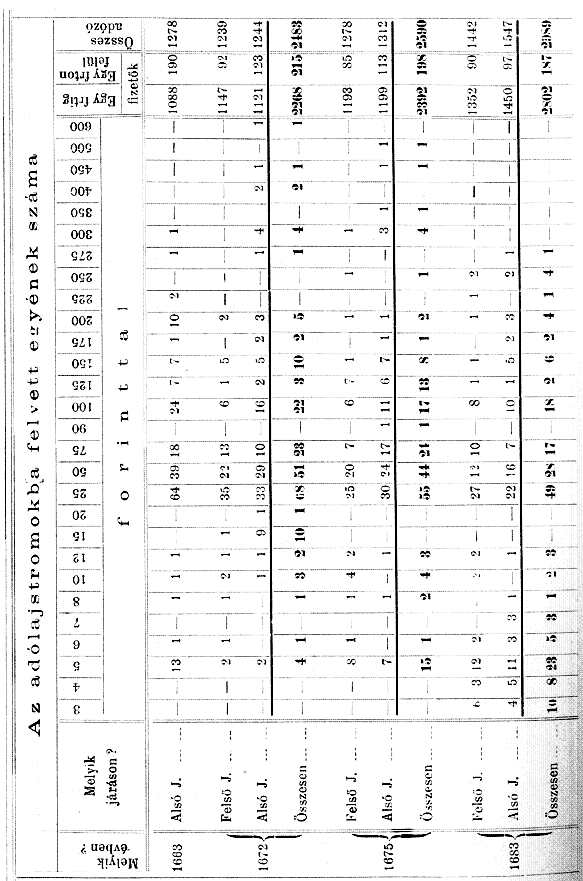 Az adólajstromokba felvett egyének száma
Melyik évben ? Melyik járáson ? 3 4 5 6 7 8 10 12 15 20 25 50 75 90 100 125 150 175 200 225 250 275 300 350 400 450 500 600 Egy frtig Egy frton felül Összes adózó
forinttal fizetők
1663 Alsó J. — — 13 1 — — 1 1 — — 64 39 18 — 24 7 7 1 10 2 — 1 1 — — — — — 1088 190 1278
1672 Felső J. — — 2 1 — 1 2 1 1 — 35 22 13 — 6 1 5 — 2 — — — — — — — — — 1147 92 1239
Alsó J. — — 2 — — — 1 1 9 1 33 29 10 — 16 2 5 2 3 — — 1 4 — 2 1 — 1 1121 123 1244
Összesen — — 4 1 — 1 3 2 10 1 68 51 23 — 22 3 10 2 5 — — 1 4 — 2 1 — 1 2268 215 2483
1675 Felső J. — — 8 1 — 1 4 2 — — 25 20 7 — 6 7 1 — 1 — 1 — — — — — — — 1193 85 1278
Alsó J. — — 7 — — 1 — 1 — — 30 24 17 1 11 6 7 1 1 — — — 3 1 — 1 1 — 1199 113 1312
Összesen — — 15 1 — 2 4 3 — — 55 44 24 1 17 13 8 1 2 — 1 — 4 1 — 1 1 — 2392 198 2590
1683 Felső J. 6 3 12 2 — — 2 2 — — 27 12 10 — 8 1 1 — 1 1 2 — — — — — — — 1352 90 1442
Alsó J. 4 5 11 3 3 1 — 1 — — 22 16 7 — 10 1 5 2 3 — 2 1 — — — — — — 1450 97 1547
Összesen 10 8 23 5 3 1 2 3 — — 49 28 17 — 18 2 6 2 4 1 4 1 — — — — — — 2802 187 2989